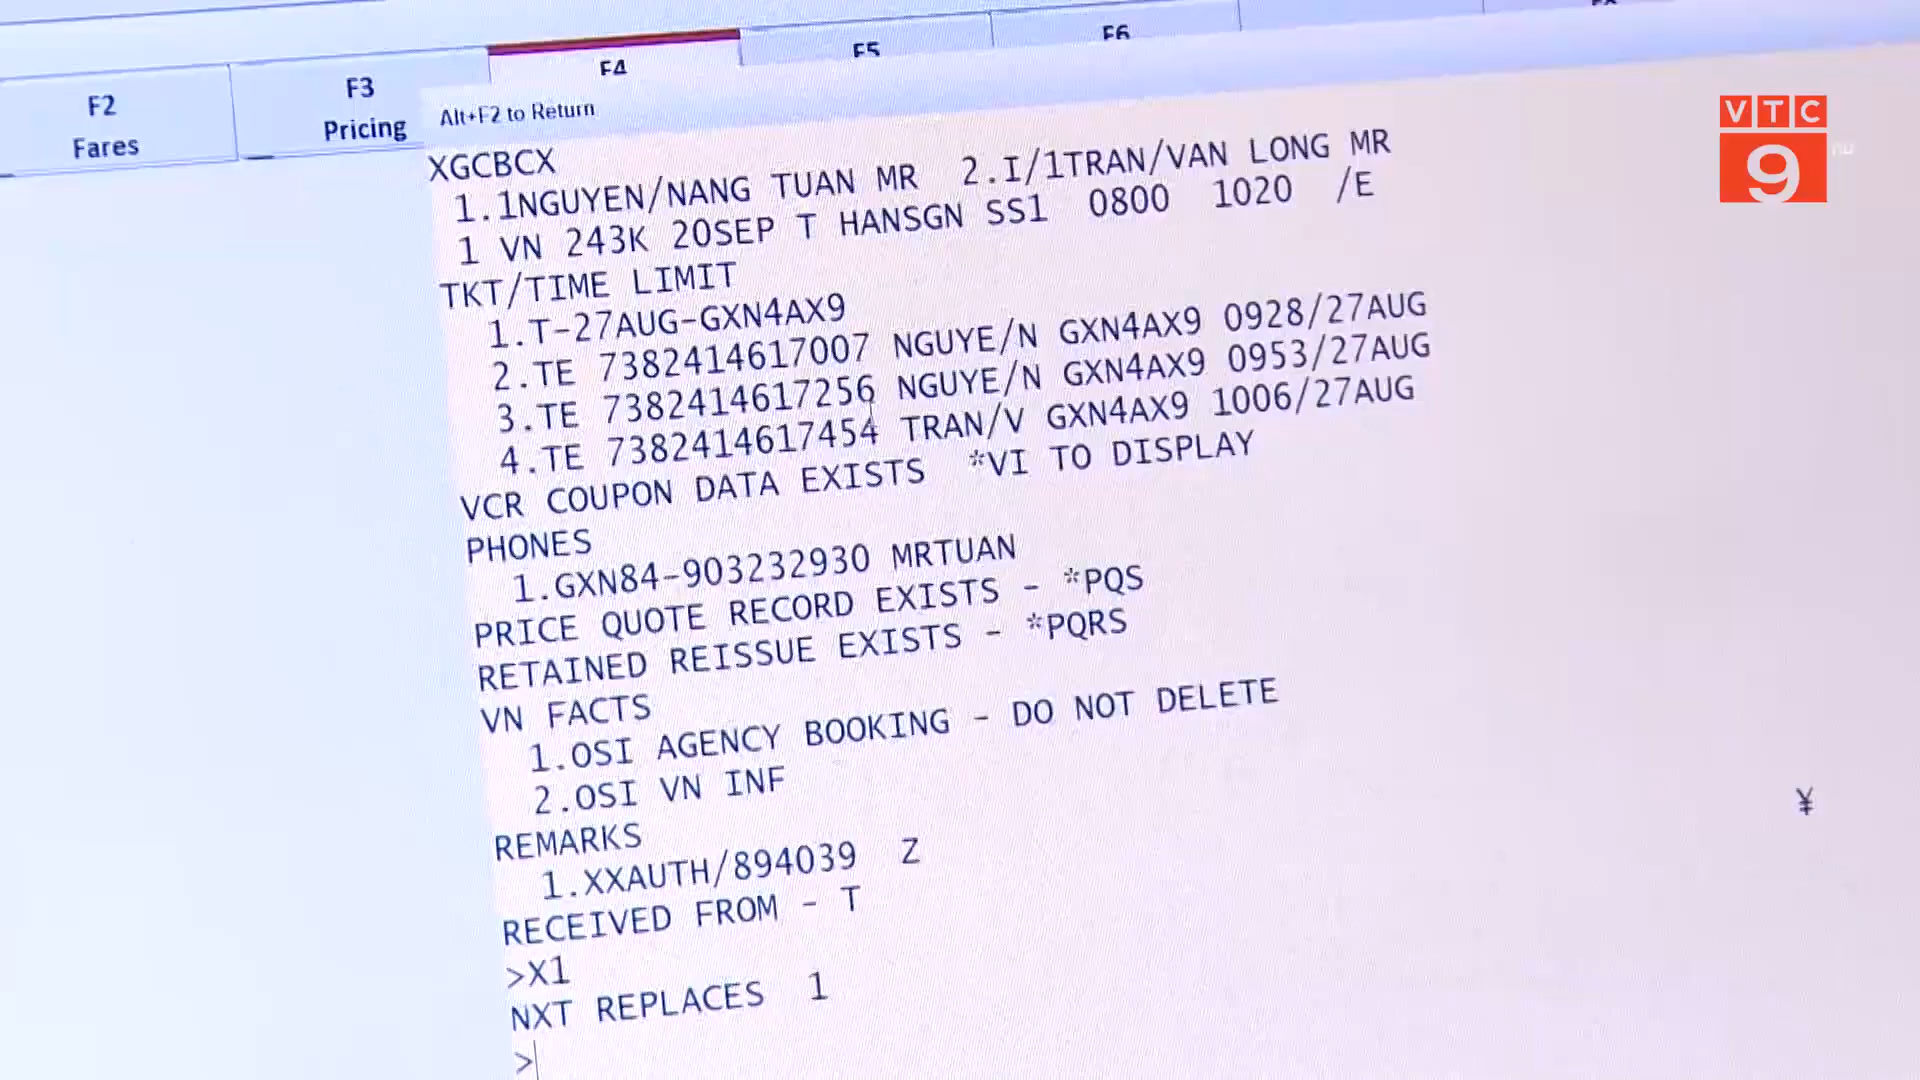 F2
Fares
F3
Pricing
F4
F5
F6
Alt+F2 to Return
VTC
9
XGCBCX
1.1NGUYEN/NANG TUAN MR 2.I/1TRAN/VAN LONG MR
1 VN 243K 20SEP T HANSGN SS1 0800 1020 /E
TKT/TIME LIMIT
1.T-27AUG-GXN4AX9
2.TE 7382414617007 NGUYE/N GXN4AX9 0928/27AUG
3.TE 7382414617256 NGUYE/N GXN4AX9 0953/27AUG
4.TE 7382414617454 TRAN/V GXN4AX9 1006/27AUG
VCR COUPON DATA EXISTS *VI TO DISPLAY
PHONES
1.GXN84-903232930 MRTUAN
PRICE QUOTE RECORD EXISTS - *PQS
RETAINED REISSUE EXISTS - *PQRS
VN FACTS
1.OSI AGENCY BOOKING - DO NOT DELETE
2.OSI VN INF
¥
REMARKS
1.XXAUTH/894039 Z
RECEIVED FROM - T
>X1
NXT REPLACES 1
>